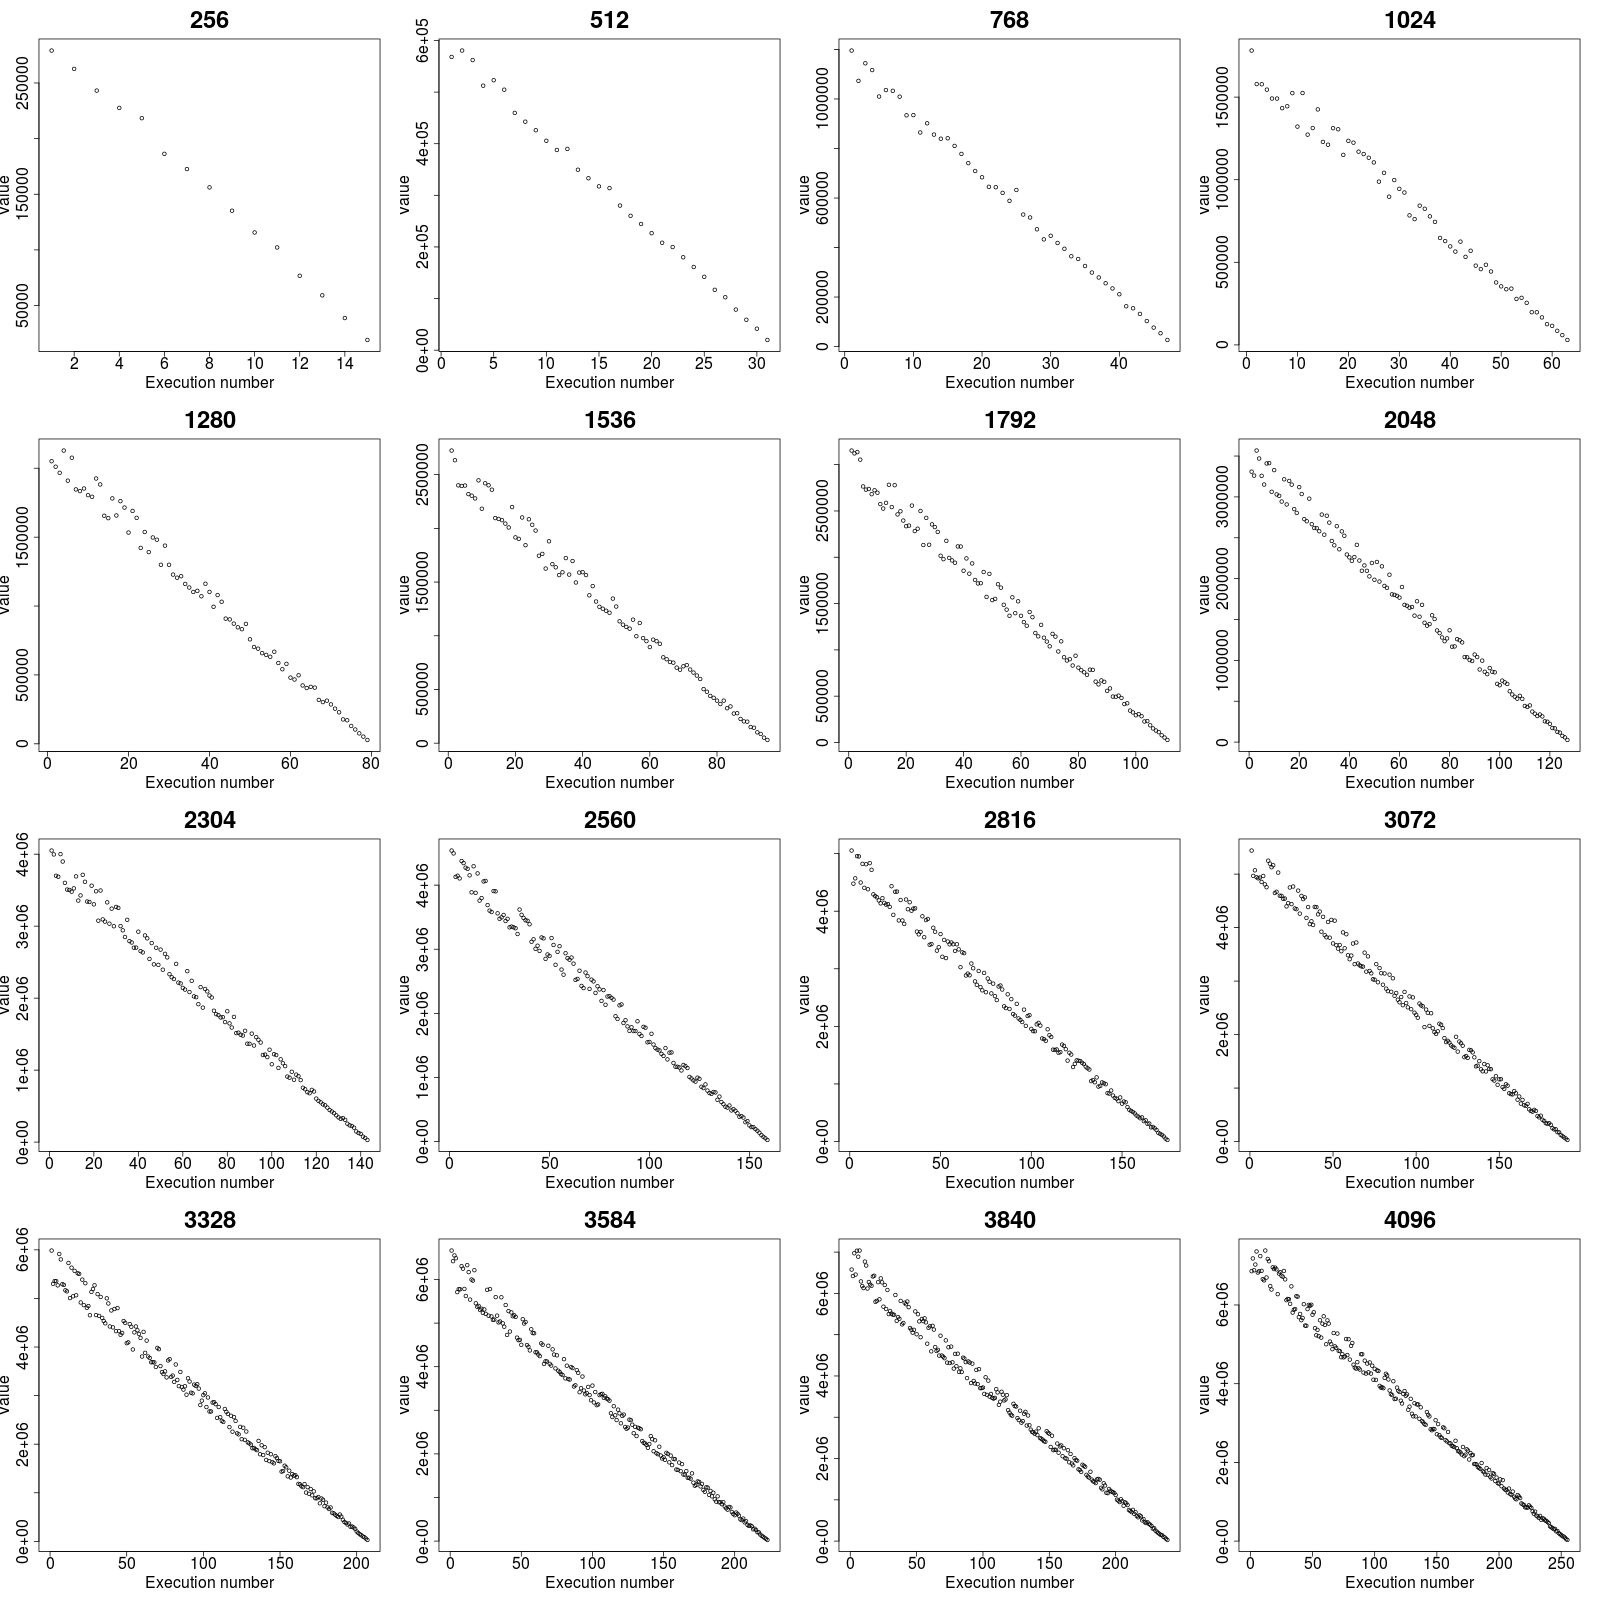 256
value
50000 150000 250000
2 4 6 8 10 12 14
Execution number
512
value
0e+00 2e+05 4e+05 6e+05
0 5 10 15 20 25 30
Execution number
768
value
0 200000 600000 1000000
0 10 20 30 40
Execution number
1024
value
0 500000 1000000 1500000
0 10 20 30 40 50 60
Execution number
1280
value
0 500000 1500000
0 20 40 60 80
Execution number
1536
value
0 500000 1500000 2500000
0 20 40 60 80
Execution number
1792
value
0 500000 1500000 2500000
0 20 40 60 80 100
Execution number
2048
value
0 1000000 2000000 3000000
0 20 40 60 80 100 120
Execution number
2304
value
0e+00 1e+06 2e+06 3e+06 4e+06
0 20 40 60 80 100 120 140
Execution number
2560
value
0e+00 1e+06 2e+06 3e+06 4e+06
0 50 100 150
Execution number
2816
value
0e+00 2e+06 4e+06
0 50 100 150
Execution number
3072
value
0e+00 2e+06 4e+06
0 50 100 150
Execution number
3328
value
0e+00 2e+06 4e+06 6e+06
0 50 100 150 200
Execution number
3584
value
0e+00 2e+06 4e+06 6e+06
0 50 100 150 200
Execution number
3840
value
0e+00 2e+06 4e+06 6e+06
0 50 100 150 200
Execution number
4096
value
0e+00 2e+06 4e+06 6e+06
0 50 100 150 200 250
Execution number